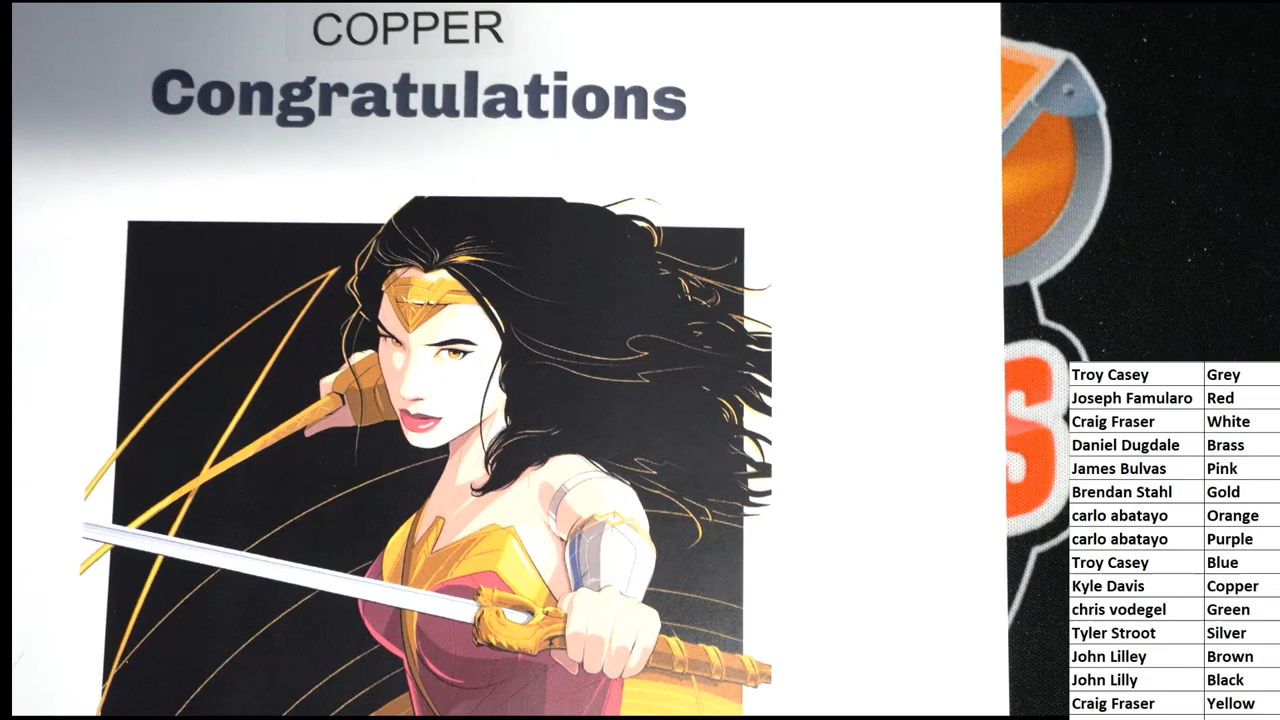 COPPER
Congratulations
S
Troy Casey Grey
Joseph Famularo Red
Craig Fraser White
Daniel Dugdale Brass
James Bulvas Pink
Brendan Stahl Gold
carlo abatayo Orange
carlo abatayo Purple
Troy Casey Blue
Kyle Davis Copper
chris vodegel Green
Tyler Stroot Silver
John Lilley Brown
John Lilly Black
Craig Fraser Yellow